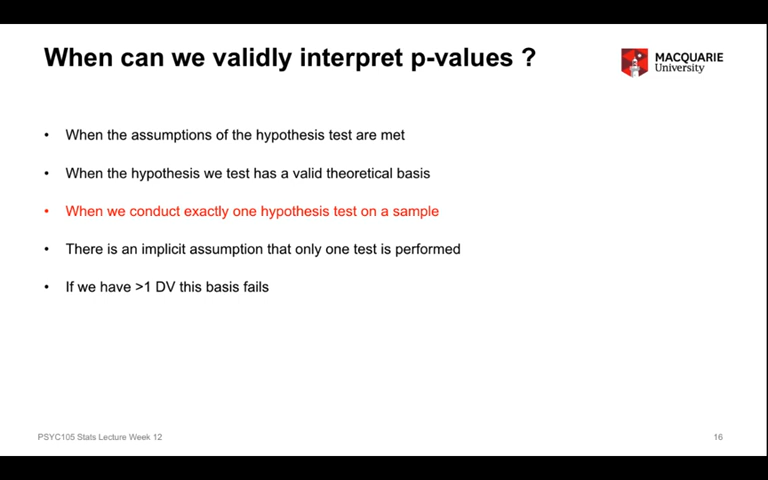 When can we validly interpret p-values ?
MACQUARIE
University
• When the assumptions of the hypothesis test are met
• When the hypothesis we test has a valid theoretical basis
• When we conduct exactly one hypothesis test on a sample
• There is an implicit assumption that only one test is performed
• If we have >1 DV this basis fails
PSYC105 Stats Lecture Week 12
16